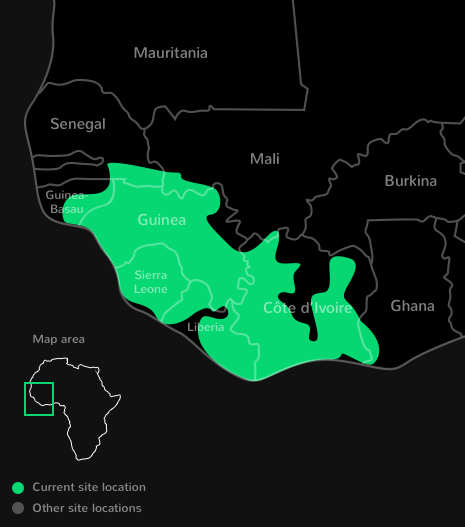 Mauritania
Senegal
Mali
Burkina
Guinea-
Basau
Guinea
Sierra
Leone
Côte d'Ivoire
Ghana
Liberia
Map area
Current site location
Other site locations